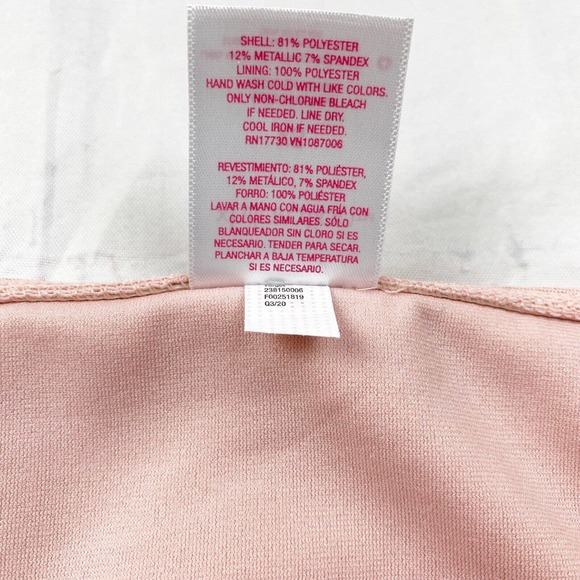 SHELL: 81% POLYESTER
12% METALLIC 7% SPANDEX
LINING: 100% POLYESTER
HAND WASH COLD WITH LIKE COLORS.
ONLY NON-CHLORINE BLEACH
IF NEEDED. LINE DRY.
COOL IRON IF NEEDED.
RN17730 VN1087006
REVESTIMIENTO: 81% POLIÉSTER,
12% METÁLICO, 7% SPANDEX
FORRO: 100% POLIÉSTER
LAVAR A MANO CON AGUA FRÍA CON
COLORES SIMILARES. SÓLO
BLANQUEADOR SIN CLORO SI ES
NECESARIO. TENDER PARA SECAR.
PLANCHAR A BAJA TEMPERATURA
SI ES NECESARIO.
238150006
F00251819
Q3/20